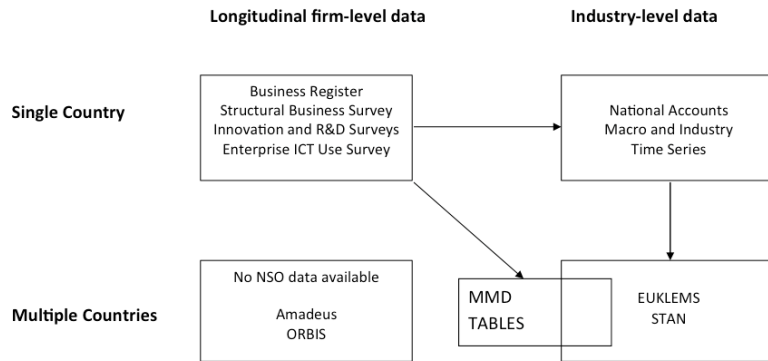 Longitudinal firm-level data
Industry-level data
Single Country
Business Register
Structural Business Survey
Innovation and R&D Surveys
Enterprise ICT Use Survey
National Accounts
Macro and Industry
Time Series
Multiple Countries
No NSO data available
Amadeus
ORBIS
MMD
TABLES
EUKLEMS
STAN